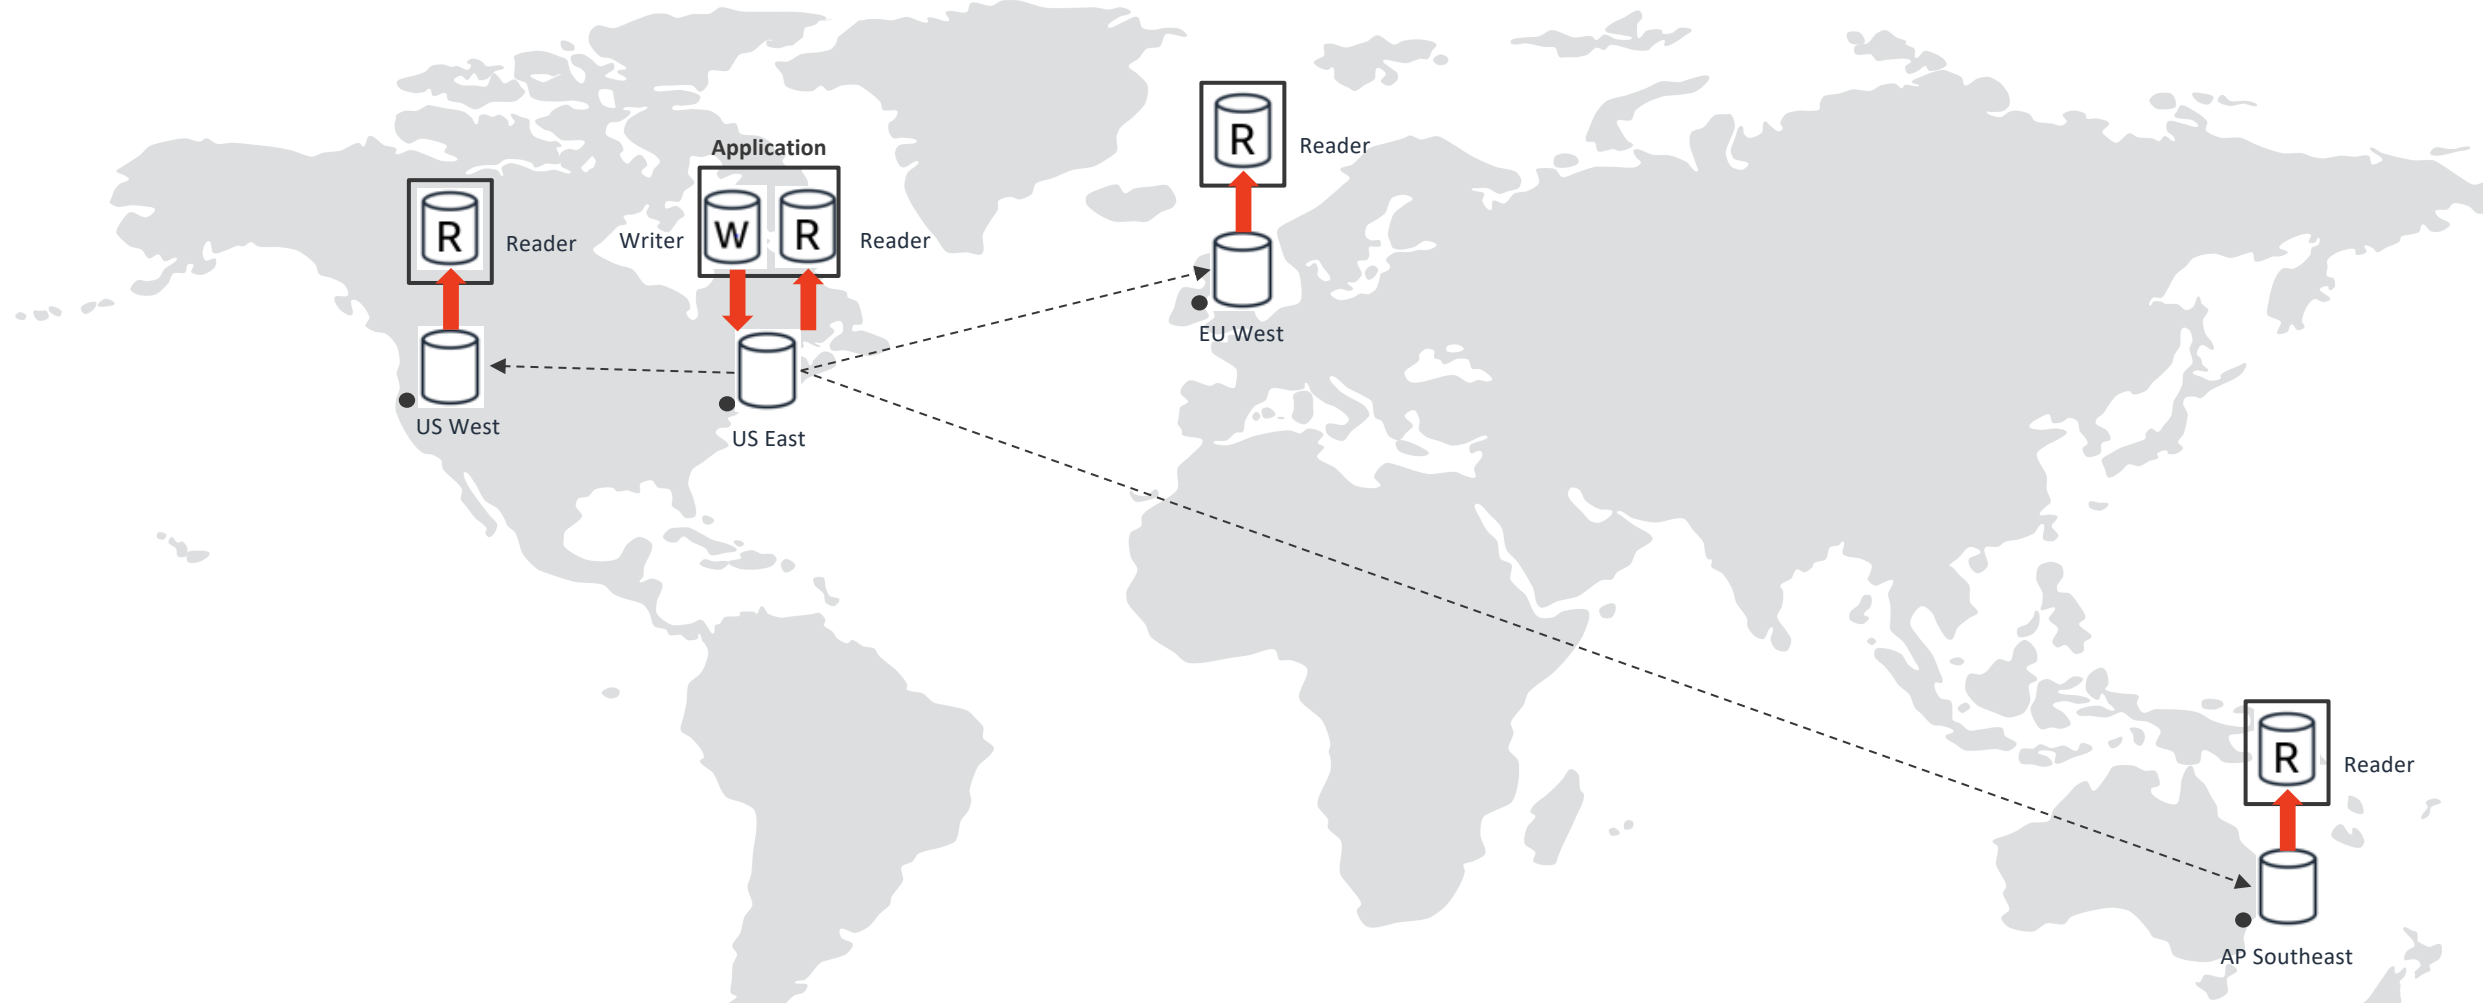 R
Reader
Application
R
Reader
Writer
W
R
Reader
EU West
US West
US East
R
Reader
AP Southeast